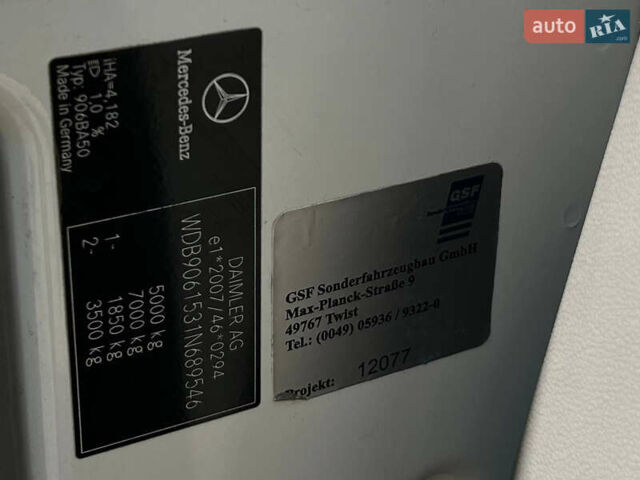 auto RIA .com
Mercedes-Benz
iHA=4,182
1,0 %
Typ: 906BA50
Made in Germany
DAIMLER AG
e1*2007/46*0294
WDB9061531N689546
5000 kg
7000 kg
1- 1850 kg
2- 3500 kg
GSF
GSF Sonderfahrzeugbau GmbH
Max-Planck-Straße 9
49767 Twist
Tel.: (0049) 05936 / 9322-0
Projekt: 12077